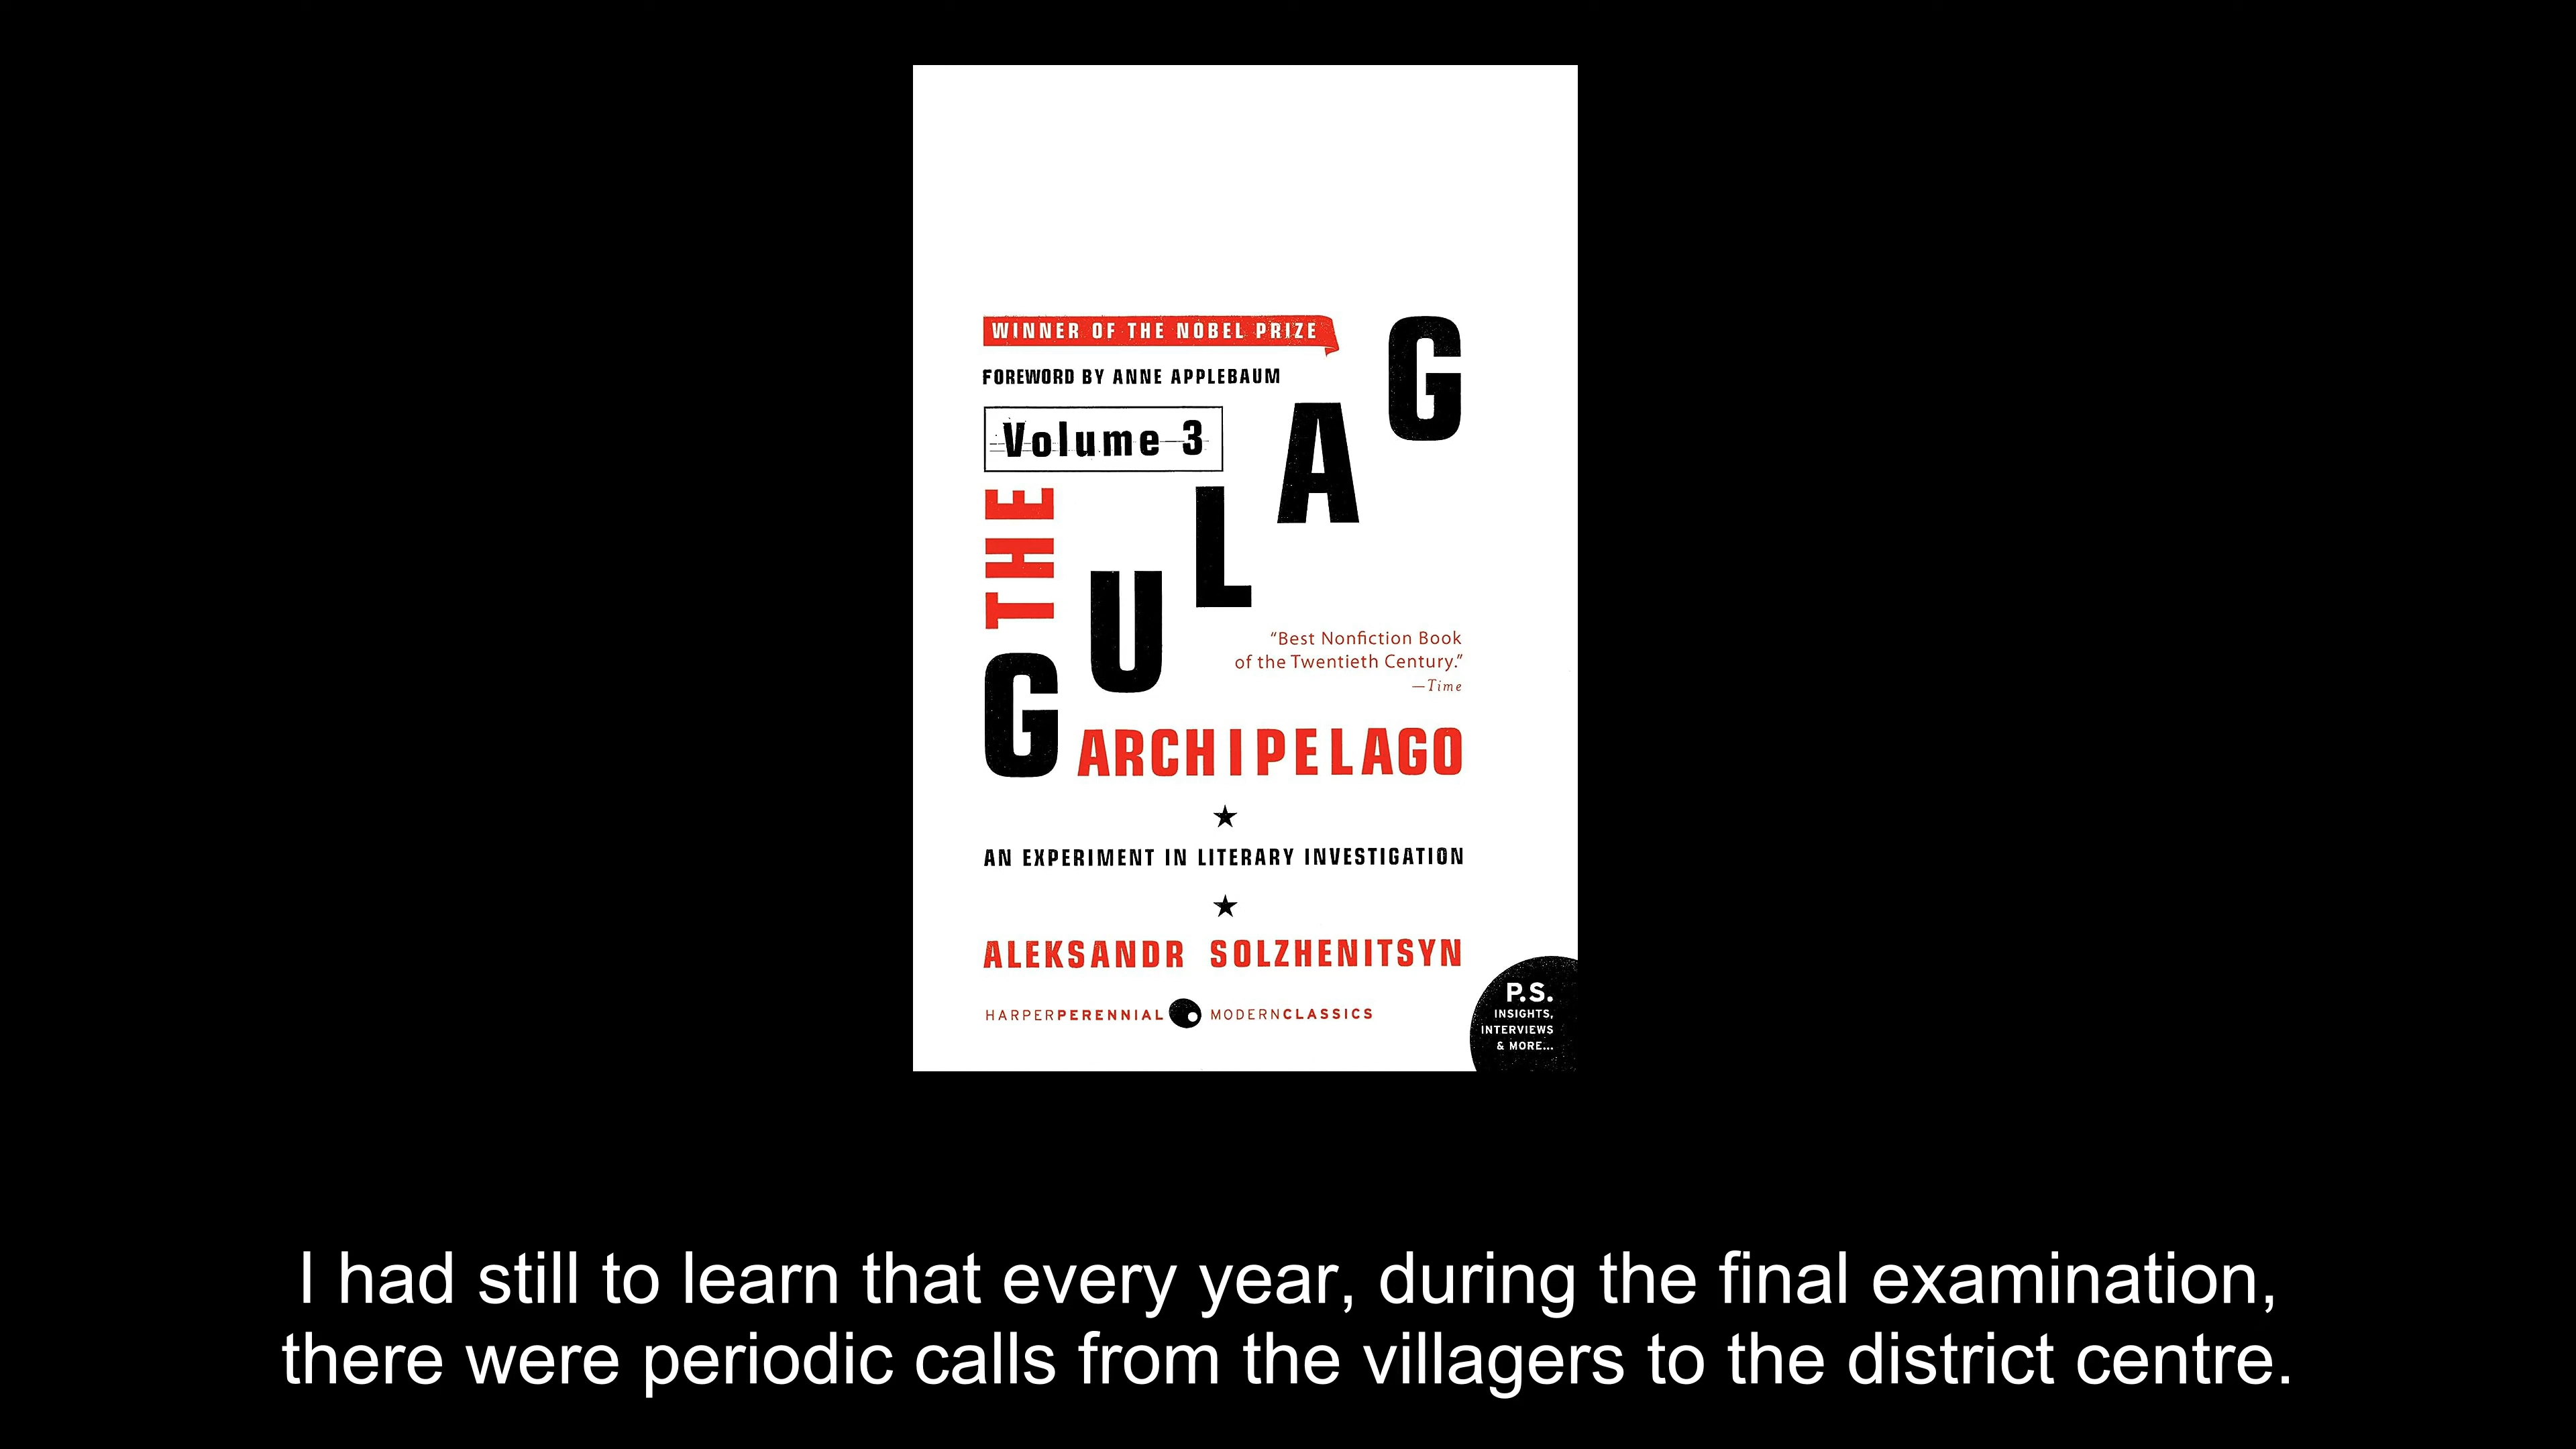 WINNER OF THE NOBEL PRIZE
FOREWORD BY ANNE APPLEBAUM
Volume 3
THE
GULAG
ARCHIPELAGO
“Best Nonfiction Book
of the Twentieth Century.”
—Time
AN EXPERIMENT IN LITERARY INVESTIGATION
ALEKSANDR SOLZHENITSYN
HARPERPERENNIAL MODERNCLASSICS
P.S.
INSIGHTS,
INTERVIEWS
& MORE...
I had still to learn that every year, during the final examination,
there were periodic calls from the villagers to the district centre.